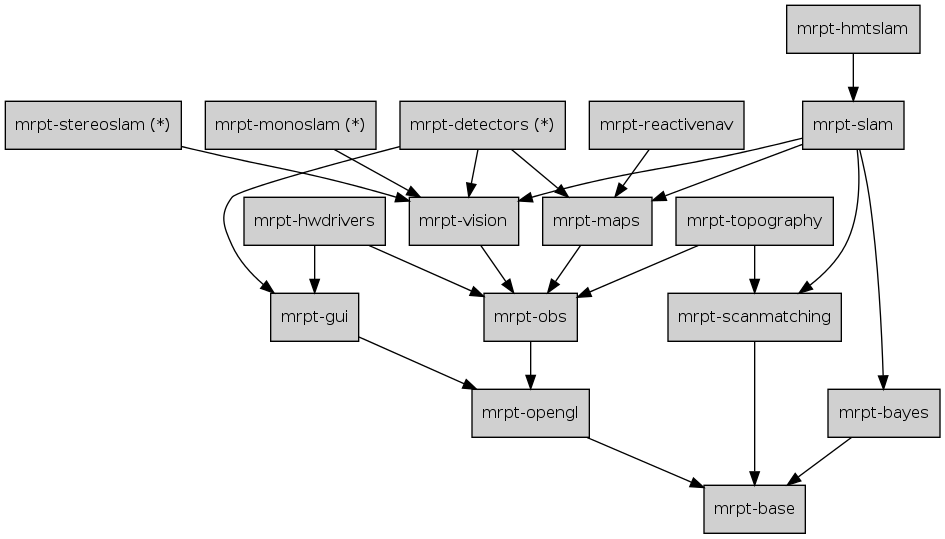 mrpt-hmtslam
mrpt-stereoslam (*)
mrpt-monoslam (*)
mrpt-detectors (*)
mrpt-reactivenav
mrpt-slam
mrpt-hwdrivers
mrpt-vision
mrpt-maps
mrpt-topography
mrpt-gui
mrpt-obs
mrpt-scanmatching
mrpt-opengl
mrpt-bayes
mrpt-base